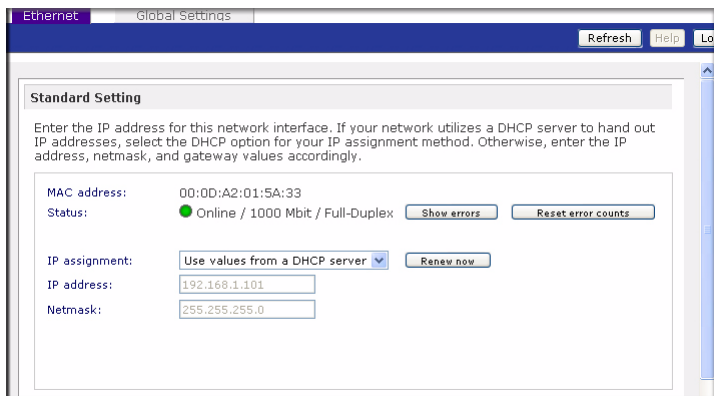 Ethernet Global Settings
Refresh Help Lo
Standard Setting
Enter the IP address for this network interface. If your network utilizes a DHCP server to hand out
IP addresses, select the DHCP option for your IP assignment method. Otherwise, enter the IP
address, netmask, and gateway values accordingly.
MAC address: 00:0D:A2:01:5A:33
Status: Online / 1000 Mbit / Full-Duplex Show errors Reset error counts
IP assignment: Use values from a DHCP server Renew now
IP address: 192.168.1.101
Netmask: 255.255.255.0